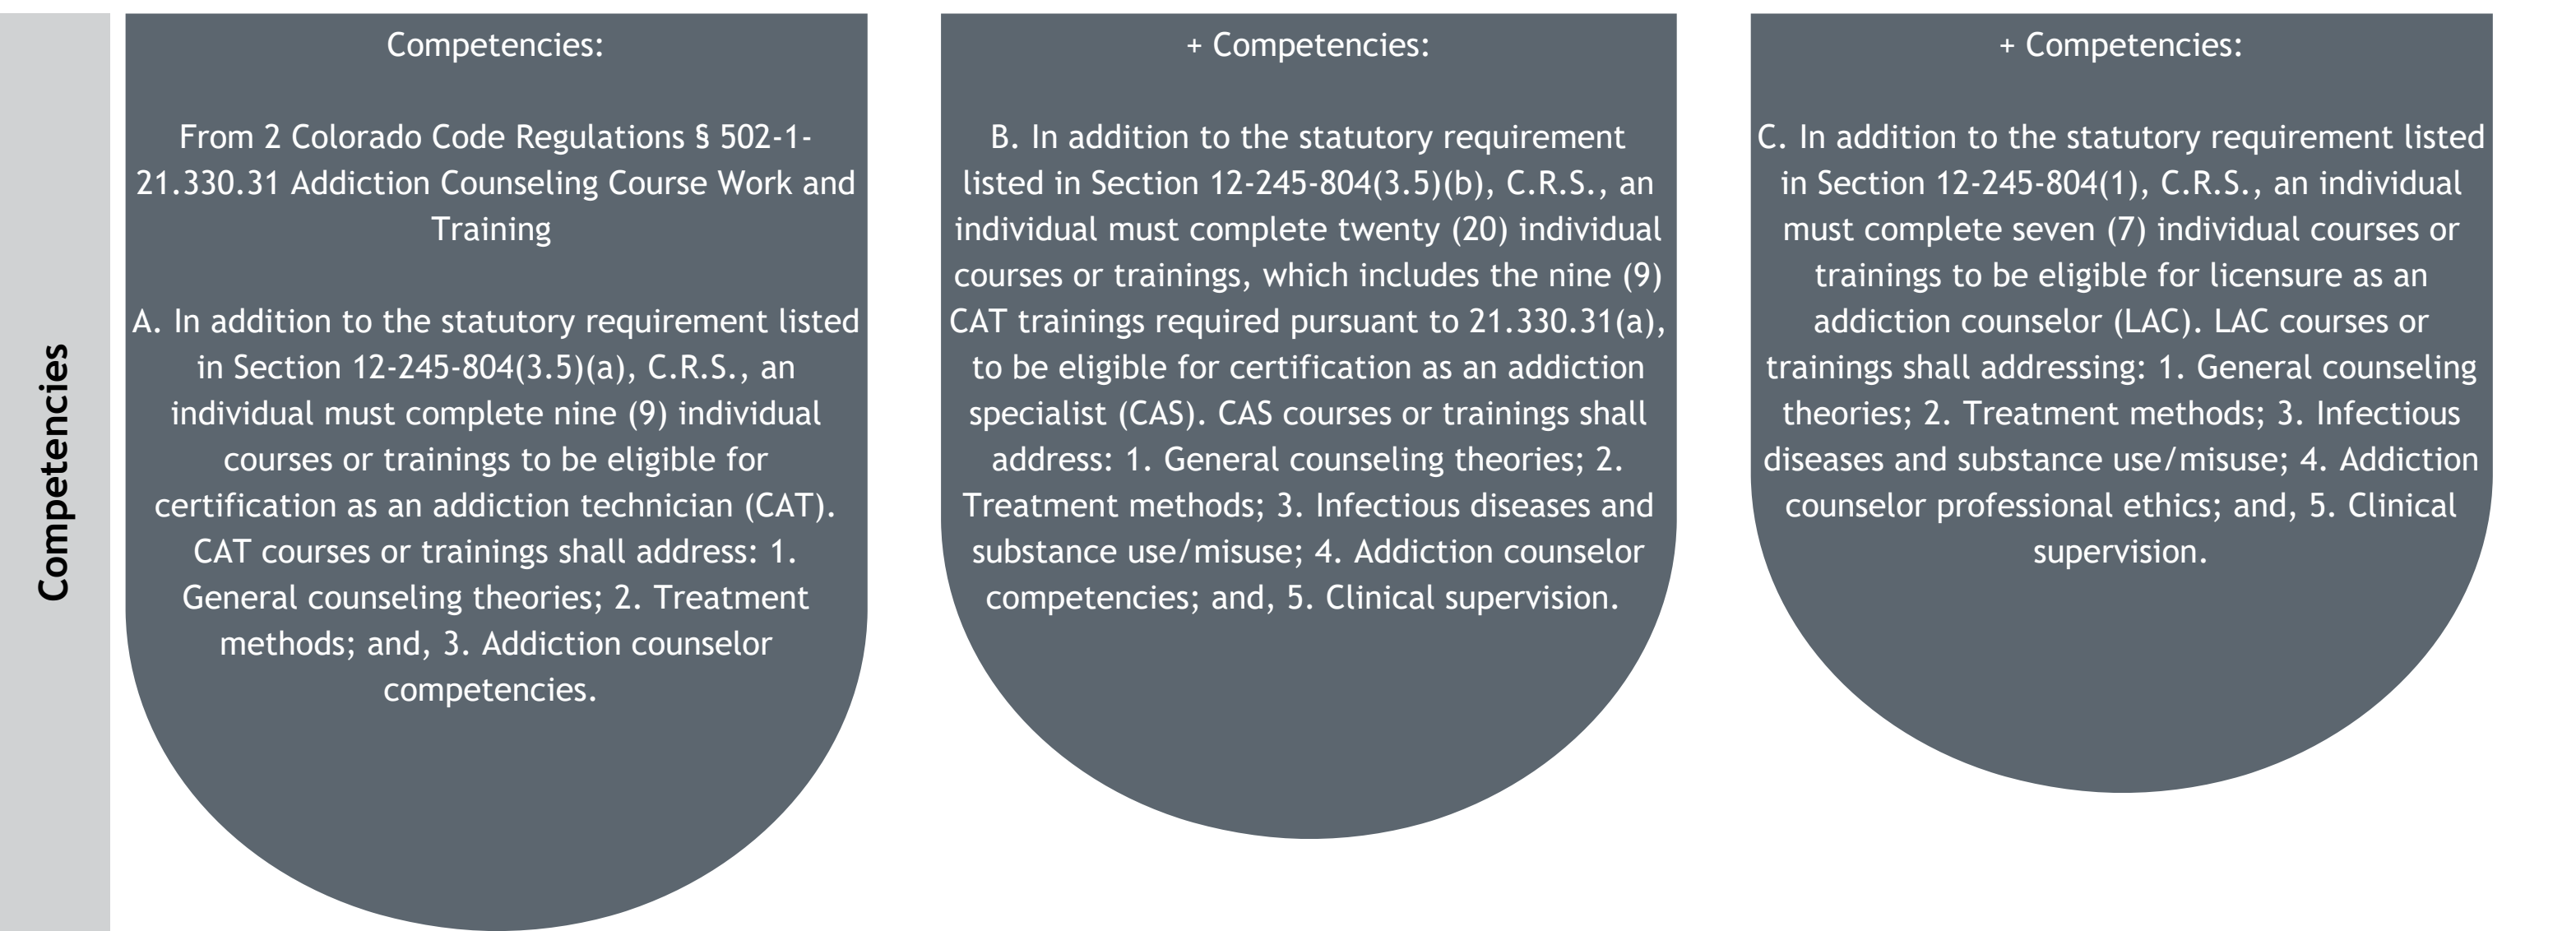 Competencies
Competencies:
From 2 Colorado Code Regulations § 502-1-
21.330.31 Addiction Counseling Course Work and
Training
A. In addition to the statutory requirement listed
in Section 12-245-804(3.5)(a), C.R.S., an
individual must complete nine (9) individual
courses or trainings to be eligible for
certification as an addiction technician (CAT).
CAT courses or trainings shall address: 1.
General counseling theories; 2. Treatment
methods; and, 3. Addiction counselor
competencies.
+ Competencies:
B. In addition to the statutory requirement
listed in Section 12-245-804(3.5)(b), C.R.S., an
individual must complete twenty (20) individual
courses or trainings, which includes the nine (9)
CAT trainings required pursuant to 21.330.31(a),
to be eligible for certification as an addiction
specialist (CAS). CAS courses or trainings shall
address: 1. General counseling theories; 2.
Treatment methods; 3. Infectious diseases and
substance use/misuse; 4. Addiction counselor
competencies; and, 5. Clinical supervision.
+ Competencies:
C. In addition to the statutory requirement listed
in Section 12-245-804(1), C.R.S., an individual
must complete seven (7) individual courses or
trainings to be eligible for licensure as an
addiction counselor (LAC). LAC courses or
trainings shall addressing: 1. General counseling
theories; 2. Treatment methods; 3. Infectious
diseases and substance use/misuse; 4. Addiction
counselor professional ethics; and, 5. Clinical
supervision.